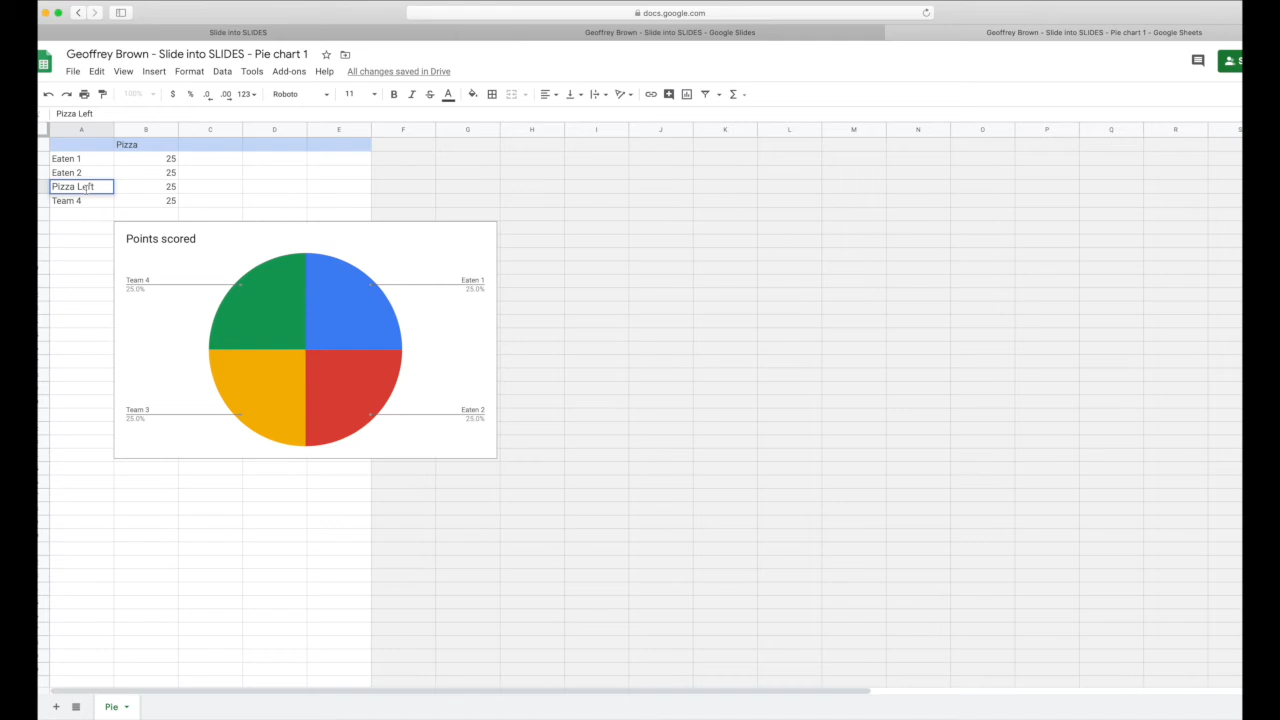 docs.google.com
Slide into SLIDES
Geoffrey Brown - Slide into SLIDES - Google Slides
Geoffrey Brown - Slide into SLIDES - Pie chart 1 - Google Sheets
Geoffrey Brown - Slide into SLIDES - Pie chart 1
File Edit View Insert Format Data Tools Add-ons Help All changes saved in Drive
100% $ % .0 .00 123 Roboto 11 B I S A
Pizza Left
A B C D E F G H I J K L M N O P Q R S
Pizza
Eaten 1 25
Eaten 2 25
Pizza Left 25
Team 4 25
Points scored
Team 4
25.0%
Eaten 1
25.0%
Team 3
25.0%
Eaten 2
25.0%
Pie